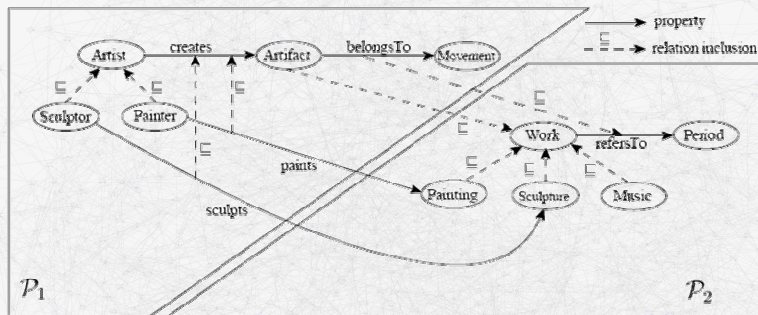 property
⊑
relation inclusion
creates
belongsTo
Artist
Artifact
Movement
⊑
⊑
⊑
⊑
Sculptor
Painter
⊑
⊑
Work
refersTo
Period
⊑
paints
⊑
⊑
⊑
Painting
Sculpture
Music
sculpts
P1
P2